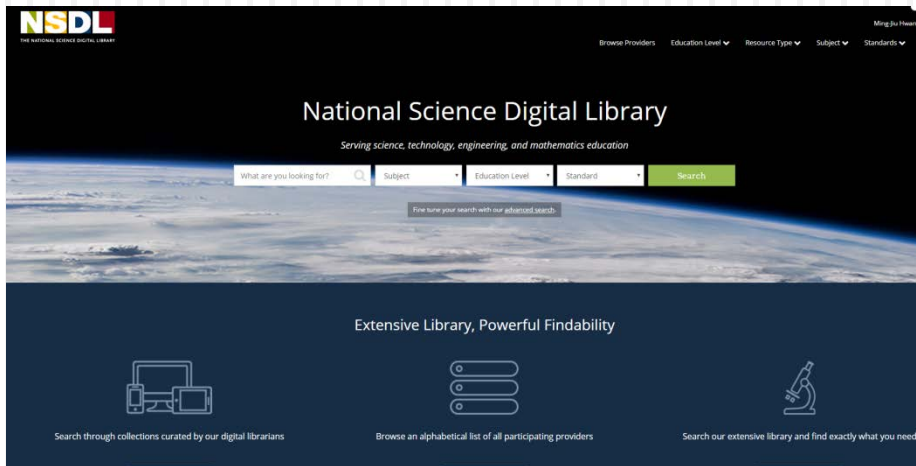 NSDL
THE NATIONAL SCIENCE DIGITAL LIBRARY
Ming-Jiu Hwan
Browse Providers Education Level Resource Type Subject Standards
National Science Digital Library
Serving science, technology, engineering, and mathematics education
What are you looking for? Subject Education Level Standard Search
Fine tune your search with our advanced search.
Extensive Library, Powerful Findability
Search through collections curated by our digital librarians
Browse an alphabetical list of all participating providers
Search our extensive library and find exactly what you need